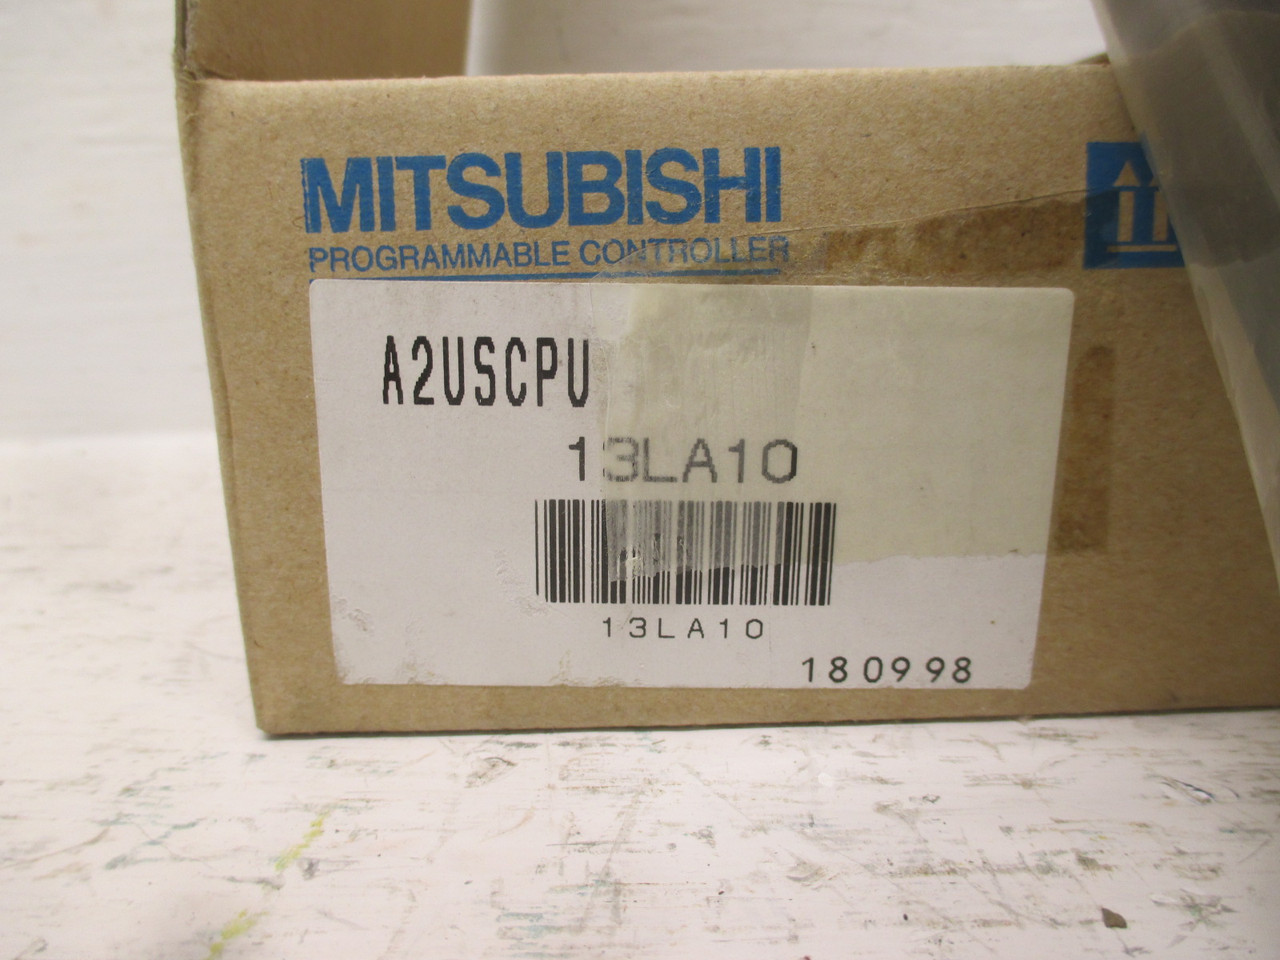 MITSUBISHI
PROGRAMMABLE CONTROLLER
A2USCPU
13LA10
13LA10
180998